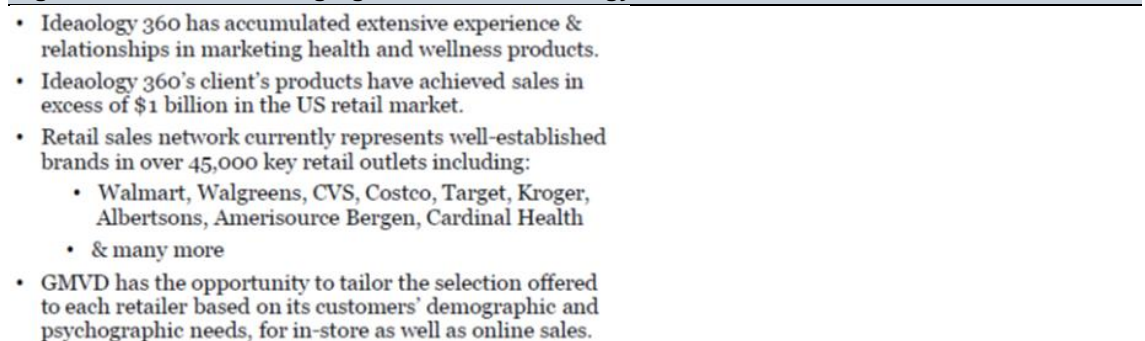 • Ideaology 360 has accumulated extensive experience &
relationships in marketing health and wellness products.
• Ideaology 360's client's products have achieved sales in
excess of $1 billion in the US retail market.
• Retail sales network currently represents well-established
brands in over 45,000 key retail outlets including:
• Walmart, Walgreens, CVS, Costco, Target, Kroger,
Albertsons, Amerisource Bergen, Cardinal Health
• & many more
• GMVD has the opportunity to tailor the selection offered
to each retailer based on its customers' demographic and
psychographic needs, for in-store as well as online sales.